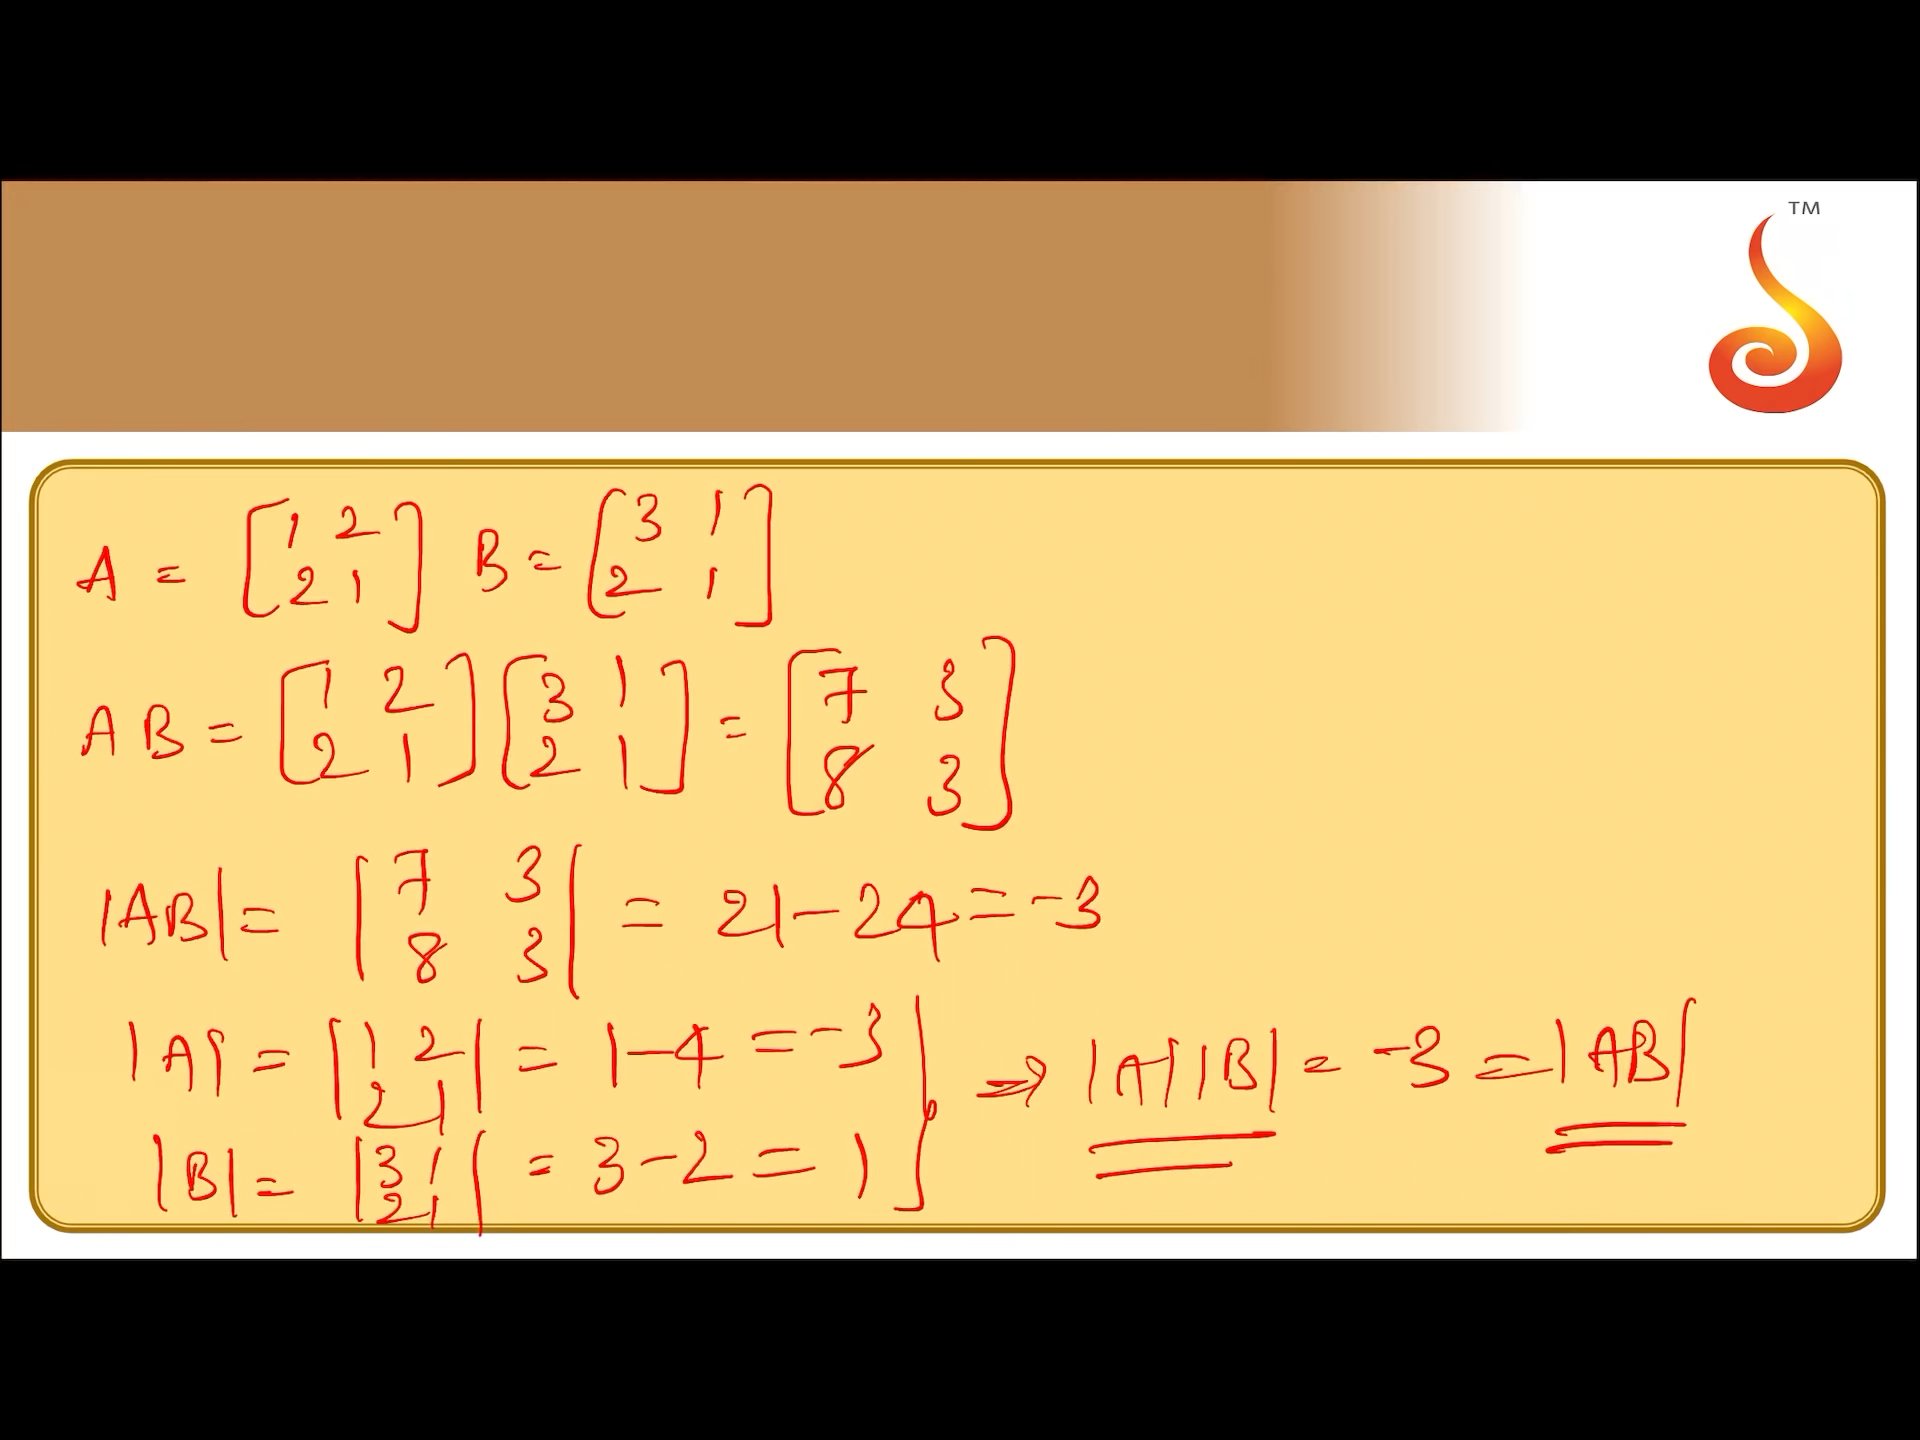 TM
A = [1 2 2 1] B = [3 1 2 1]
AB = [1 2 2 1] [3 1 2 1] = [7 3 8 3]
|AB| = |7 3 8 3| = 21-24 = -3
|A| = |1 2 2 1| = 1-4 = -3
|B| = |3 1 2 1| = 3-2 = 1] ⇒ |A||B| = -3 = |AB|